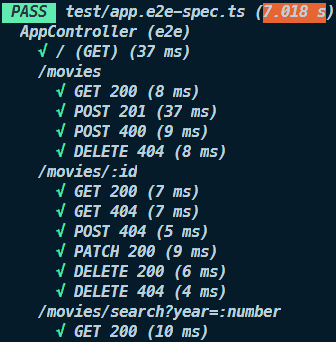 PASS test/app.e2e-spec.ts (7.018 s)
AppController (e2e)
√ / (GET) (37 ms)
/movies
√ GET 200 (8 ms)
√ POST 201 (37 ms)
√ POST 400 (9 ms)
√ DELETE 404 (8 ms)
/movies/:id
√ GET 200 (7 ms)
√ GET 404 (7 ms)
√ POST 404 (5 ms)
√ PATCH 200 (9 ms)
√ DELETE 200 (6 ms)
√ DELETE 404 (4 ms)
/movies/search?year=:number
√ GET 200 (10 ms)